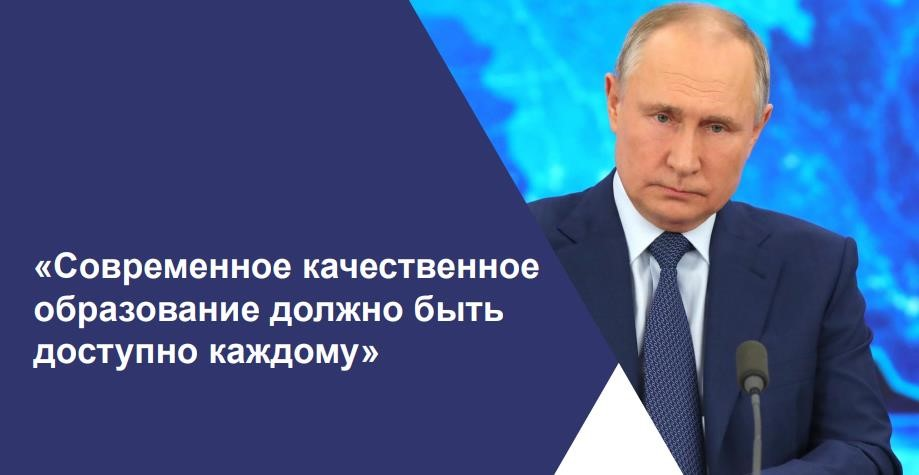 «Современное качественное
образование должно быть
доступно каждому»